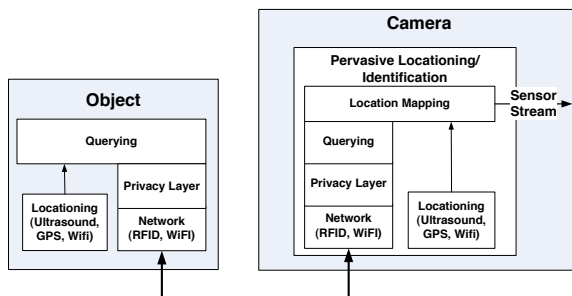 Object
Querying
Privacy Layer
Locationing
(Ultrasound,
GPS, Wifi)
Network
(RFID, WiFI)
Camera
Pervasive Locationing/
Identification
Location Mapping
Sensor
Stream
Querying
Privacy Layer
Network
(RFID, WiFI)
Locationing
(Ultrasound,
GPS, Wifi)